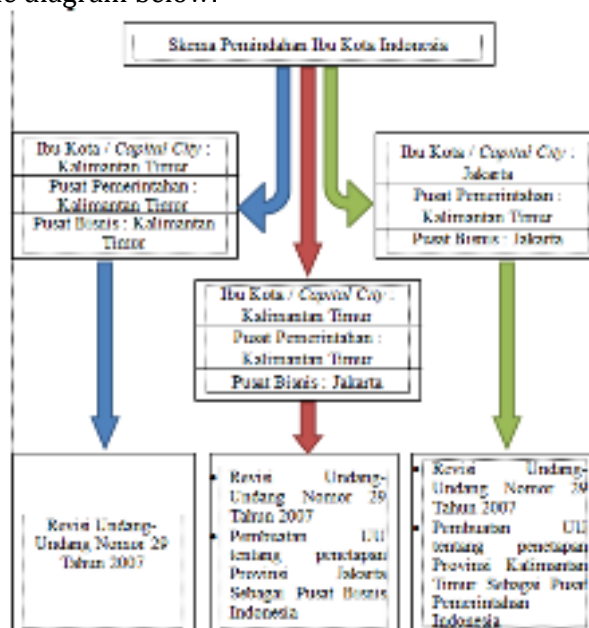 diagram below.
Skema Pemindahan Ibu Kota Indonesia
Ibu Kota / Capital City :
Kalimantan Timur
Pusat Pemerintahan :
Kalimantan Timor
Pusat Bisnis : Kalimantan
Timor
Ibu Kota / Capital City :
Jakarta
Pusat Pemerintahan :
Kalimantan Timur
Pusat Bisnis : Jakarta
Ibu Kota / Capital City :
Kalimantan Timur
Pusat Pemerintahan :
Kalimantan Timur
Pusat Bisnis : Jakarta
Revisi Undang-
Undang Nomor 29
Tahun 2007
• Revisi Undang-
Undang Nomor 29
Tahun 2007
• Pembuatan UU
tentang penetapan
Provinsi Jakarta
Sebagai Pusat Bisnis
Indonesia
• Revisi Undang-
Undang Nomor 29
Tahun 2007
• Pembuatan UU
tentang penetapan
Provinsi Kalimantan
Timur Sebagai Pusat
Pemerintahan
Indonesia